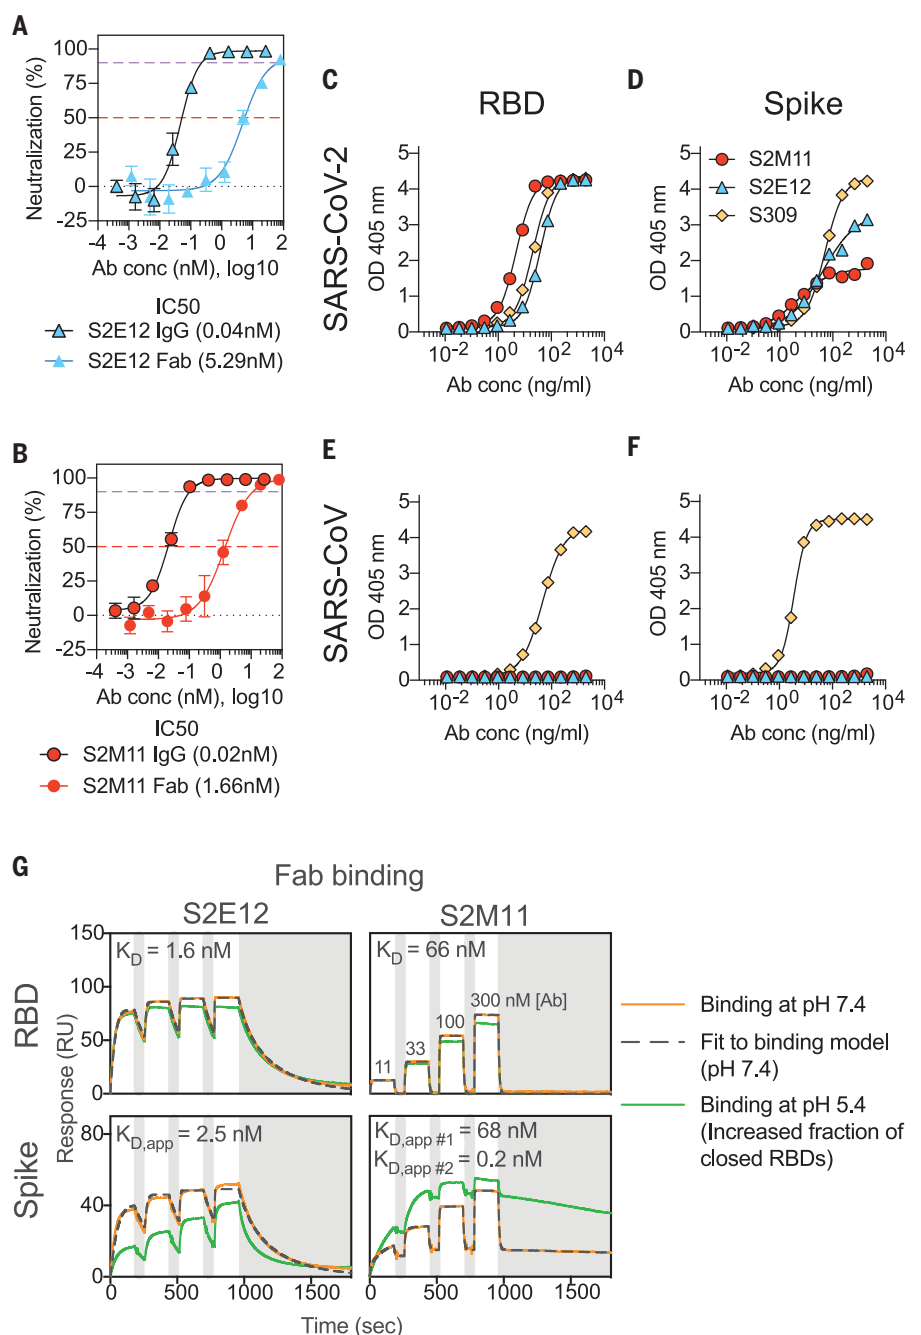 A
100
75
50
25
0
-25
Neutralization (%)
-4 -3 -2 -1 0 1 2
Ab conc (nM), log10
IC50
S2E12 IgG (0.04nM)
S2E12 Fab (5.29nM)
B
100
75
50
25
0
-25
Neutralization (%)
-4 -3 -2 -1 0 1 2
Ab conc (nM), log10
IC50
S2M11 IgG (0.02nM)
S2M11 Fab (1.66nM)
C
RBD
SARS-CoV-2
5
4
3
2
1
0
OD 405 nm
10⁻² 10⁰ 10² 10⁴
Ab conc (ng/ml)
D
Spike
S2M11
S2E12
S309
5
4
3
2
1
0
OD 405 nm
10⁻² 10⁰ 10² 10⁴
Ab conc (ng/ml)
E
SARS-CoV
5
4
3
2
1
0
OD 405 nm
10⁻² 10⁰ 10² 10⁴
Ab conc (ng/ml)
F
5
4
3
2
1
0
OD 405 nm
10⁻² 10⁰ 10² 10⁴
Ab conc (ng/ml)
G
Fab binding
S2E12 S2M11
RBD
Spike
Response (RU)
150
100
50
0
K_D = 1.6 nM
K_D = 66 nM
11 33 100 300 nM [Ab]
80
40
0
K_D,app = 2.5 nM
K_D,app #1 = 68 nM
K_D,app #2 = 0.2 nM
0 500 1000 1500
0 500 1000 1500
Time (sec)
Binding at pH 7.4
Fit to binding model
(pH 7.4)
Binding at pH 5.4
(Increased fraction of
closed RBDs)